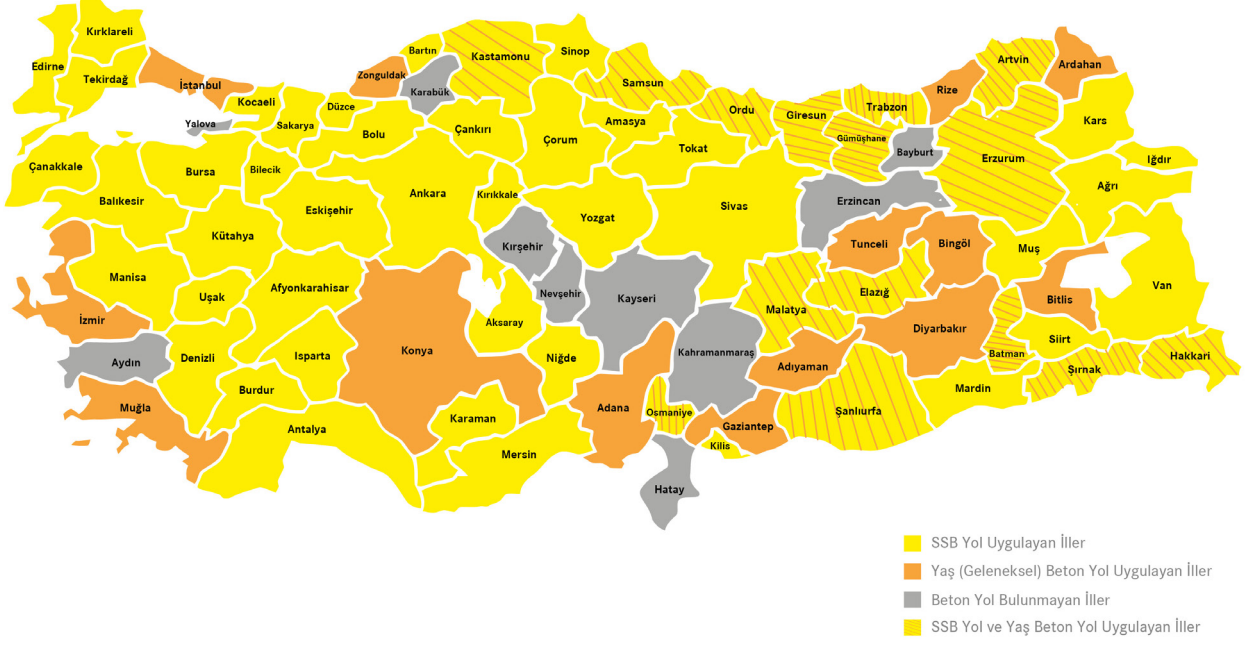 Kırklareli
Edirne
Tekirdağ
İstanbul
Kocaeli
Yalova
Sakarya
Düzce
Zonguldak
Bartın
Karabük
Kastamonu
Sinop
Samsun
Ordu
Giresun
Trabzon
Gümüşhane
Bayburt
Rize
Artvin
Ardahan
Kars
Iğdır
Ağrı
Erzurum
Erzincan
Çanakkale
Balıkesir
Bursa
Bilecik
Bolu
Çankırı
Çorum
Amasya
Tokat
Sivas
Yozgat
Kırıkkale
Ankara
Eskişehir
Kütahya
Manisa
Uşak
Afyonkarahisar
Kırşehir
Nevşehir
Kayseri
Malatya
Elazığ
Tunceli
Bingöl
Muş
Bitlis
Van
İzmir
Aydın
Denizli
Isparta
Burdur
Muğla
Antalya
Konya
Aksaray
Niğde
Karaman
Mersin
Adana
Osmaniye
Kahramanmaraş
Adıyaman
Gaziantep
Kilis
Hatay
Şanlıurfa
Diyarbakır
Batman
Siirt
Mardin
Şırnak
Hakkari
SSB Yol Uygulayan İller
Yaş (Geleneksel) Beton Yol Uygulayan İller
Beton Yol Bulunmayan İller
SSB Yol ve Yaş Beton Yol Uygulayan İller